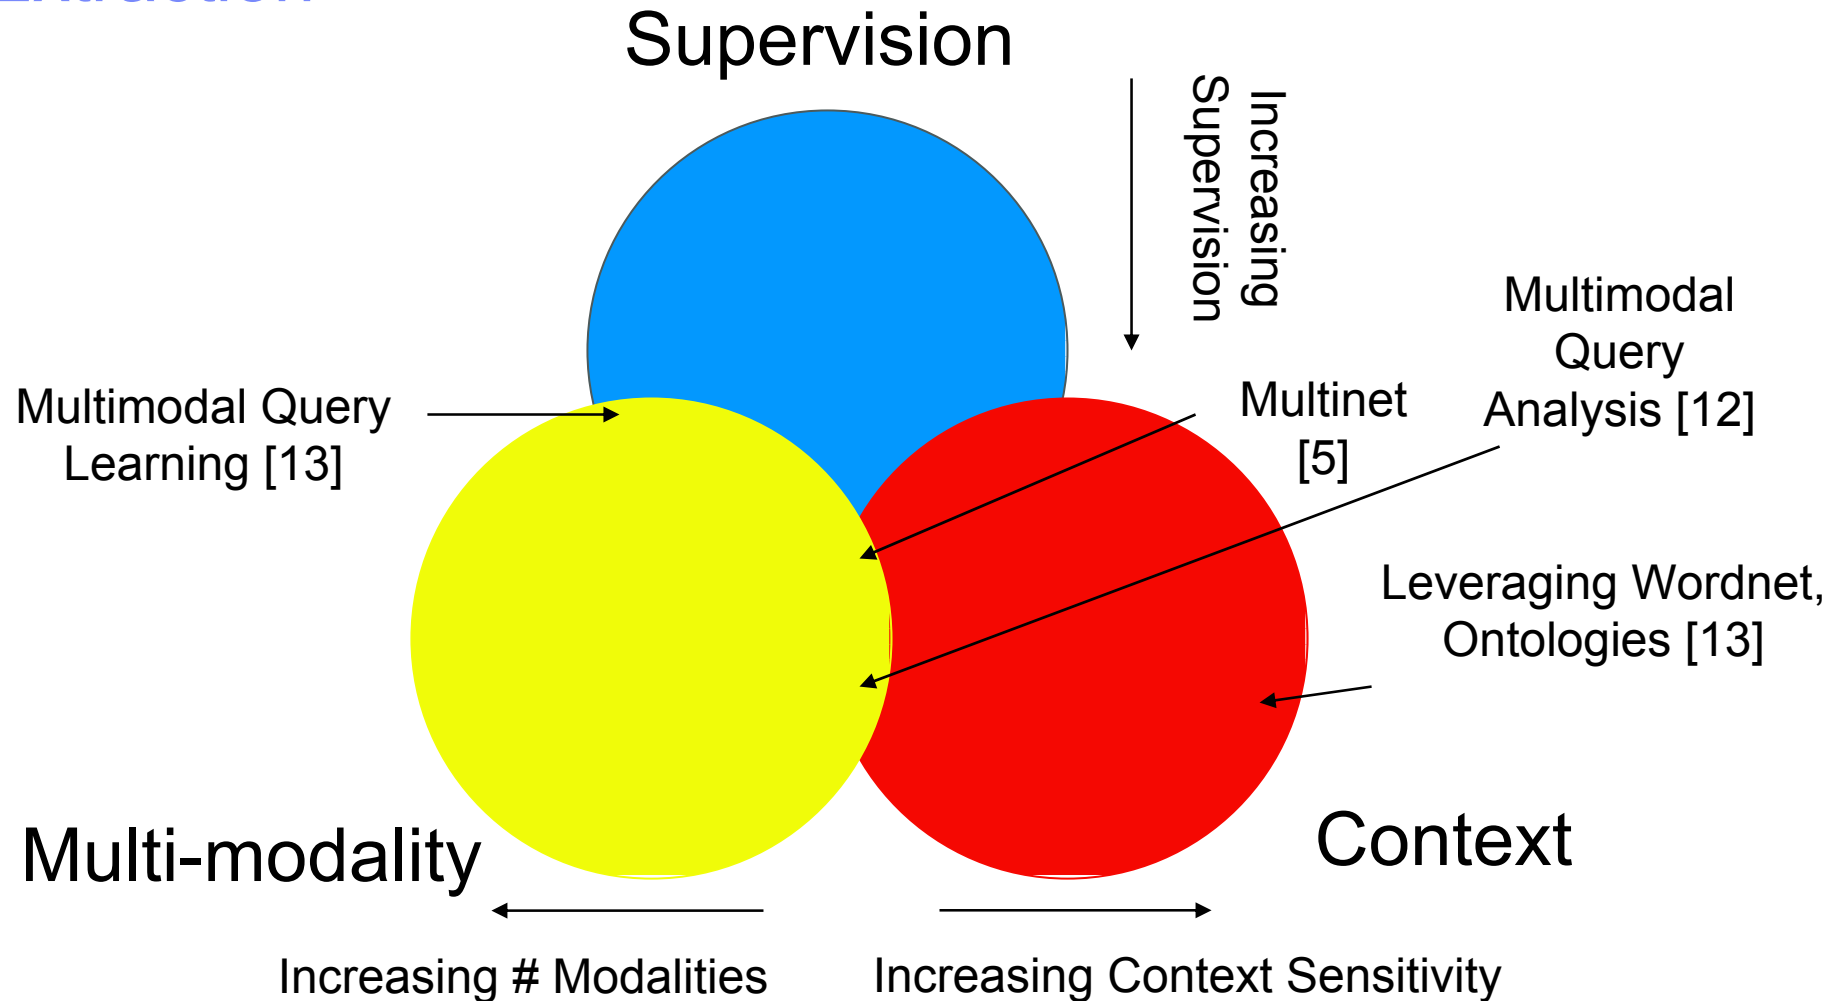 Extraction
Supervision
Increasing
Supervision
Multimodal
Query
Analysis [12]
Multinet
[5]
Multimodal Query
Learning [13]
Leveraging Wordnet,
Ontologies [13]
Multi-modality
Context
Increasing # Modalities
Increasing Context Sensitivity